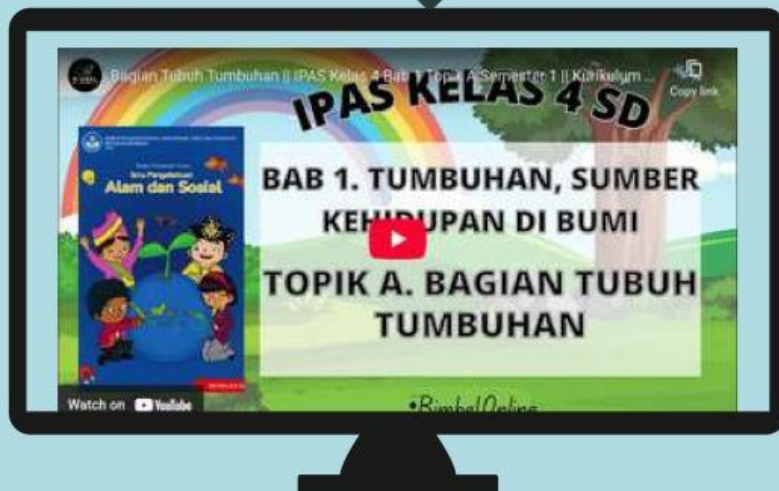 Bagian Tubuh Tumbuhan || IPAS Kelas 4 Bab 1 Topik A Semester 1 || Kurikulum ...
Copy link
IPAS KELAS 4 SD
Ilmu Pengetahuan
Alam dan Sosial
BAB 1. TUMBUHAN, SUMBER
KEHIDUPAN DI BUMI
TOPIK A. BAGIAN TUBUH
TUMBUHAN
Watch on YouTube
•BimbelOnline